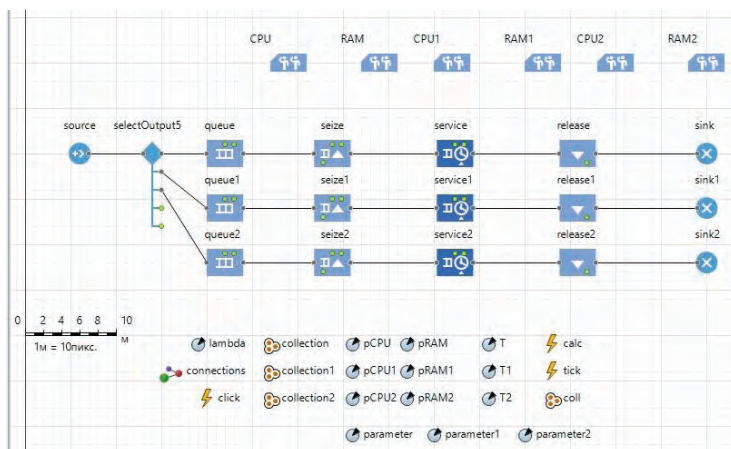 CPU RAM CPU1 RAM1 CPU2 RAM2
source selectOutput5 queue seize service release sink
queue1 seize1 service1 release1 sink1
queue2 seize2 service2 release2 sink2
0 2 4 6 8 10
м
1м = 10пикс.
lambda collection pCPU pRAM T calc
connections collection1 pCPU1 pRAM1 T1 tick
click collection2 pCPU2 pRAM2 T2 coll
parameter parameter1 parameter2